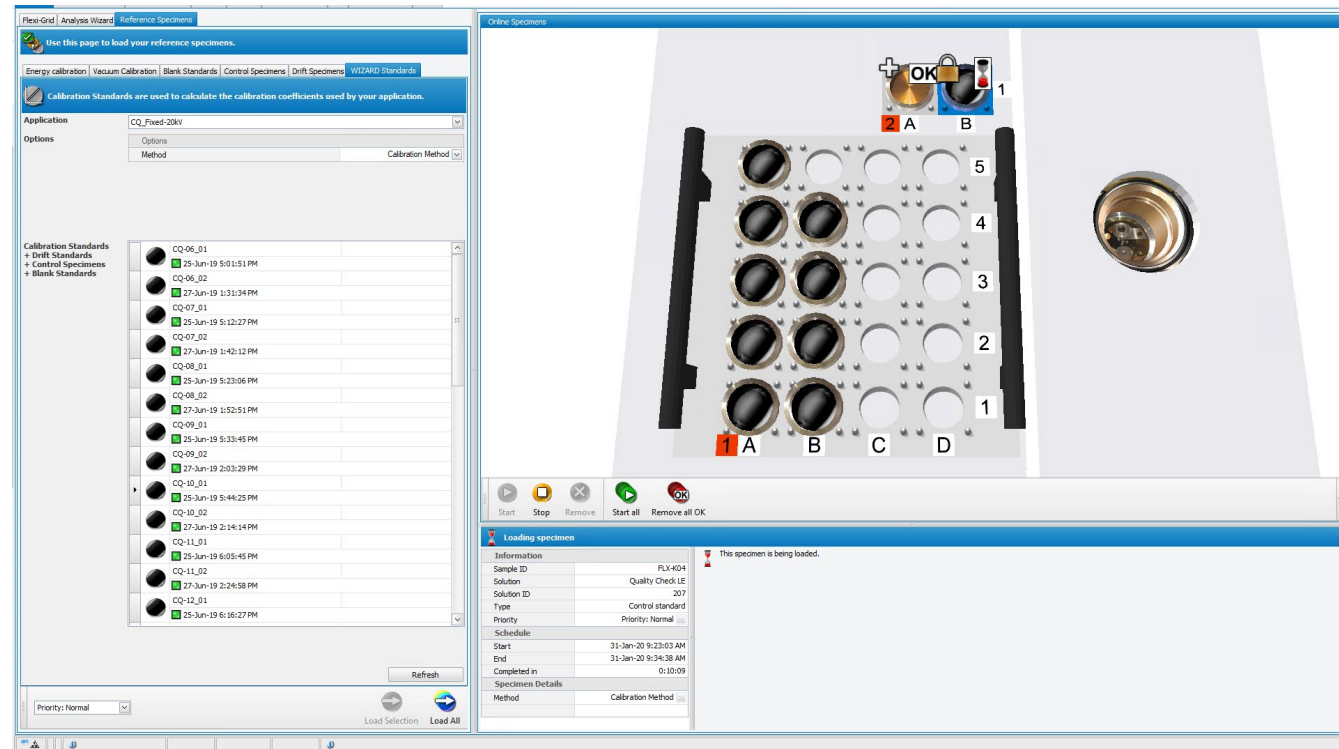 Flexi-Grid Analysis Wizard Reference Specimens
Use this page to load your reference specimens.
Energy calibration Vacuum Calibration Blank Standards Control Specimens Drift Specimens WIZARD Standards
Calibration Standards are used to calculate the calibration coefficients used by your application.
Application CQ_Fixed-20kV
Options Options
Method Calibration Method
Calibration Standards
+ Drift Standards
+ Control Specimens
+ Blank Standards
CQ-06_01
25-Jun-19 5:01:51 PM
CQ-06_02
27-Jun-19 1:31:34 PM
CQ-07_01
25-Jun-19 5:12:27 PM
CQ-07_02
27-Jun-19 1:42:12 PM
CQ-08_01
25-Jun-19 5:23:06 PM
CQ-08_02
27-Jun-19 1:52:51 PM
CQ-09_01
25-Jun-19 5:33:45 PM
CQ-09_02
27-Jun-19 2:03:29 PM
CQ-10_01
25-Jun-19 5:44:25 PM
CQ-10_02
27-Jun-19 2:14:14 PM
CQ-11_01
25-Jun-19 6:05:45 PM
CQ-11_02
27-Jun-19 2:24:58 PM
CQ-12_01
25-Jun-19 6:16:27 PM
Refresh
Priority: Normal
Load Selection Load All
Online Specimens
OK
1
2 A B
5
4
3
2
1
1 A B C D
OK
Start Stop Remove Start all Remove all OK
Loading specimen
Information
Sample ID FLX-K04
Solution Quality Check LE
Solution ID 207
Type Control standard
Priority Priority: Normal ...
Schedule
Start 31-Jan-20 9:23:03 AM
End 31-Jan-20 9:34:38 AM
Completed in 0:10:09
Specimen Details
Method Calibration Method ...
This specimen is being loaded.